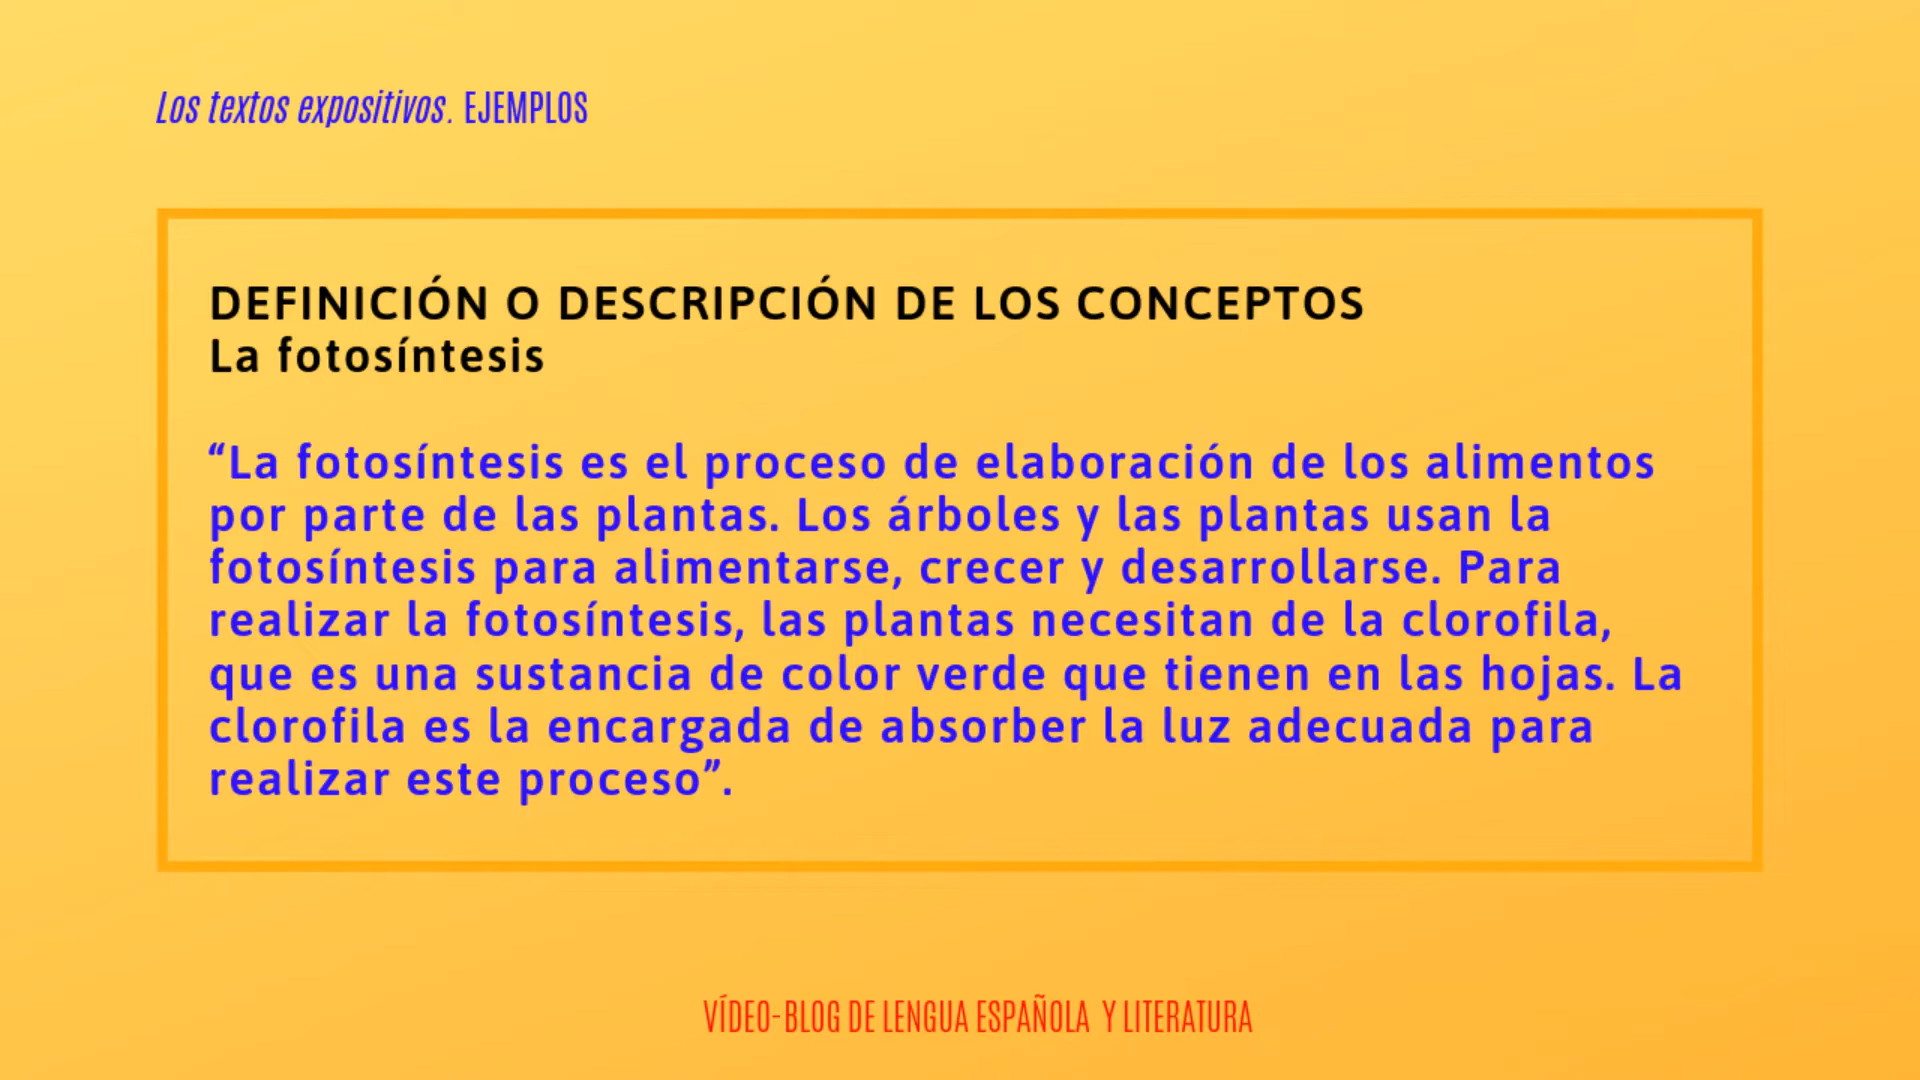 Los textos expositivos. EJEMPLOS
DEFINICIÓN O DESCRIPCIÓN DE LOS CONCEPTOS
La fotosíntesis
“La fotosíntesis es el proceso de elaboración de los alimentos
por parte de las plantas. Los árboles y las plantas usan la
fotosíntesis para alimentarse, crecer y desarrollarse. Para
realizar la fotosíntesis, las plantas necesitan de la clorofila,
que es una sustancia de color verde que tienen en las hojas. La
clorofila es la encargada de absorber la luz adecuada para
realizar este proceso”.
VÍDEO-BLOG DE LENGUA ESPAÑOLA Y LITERATURA